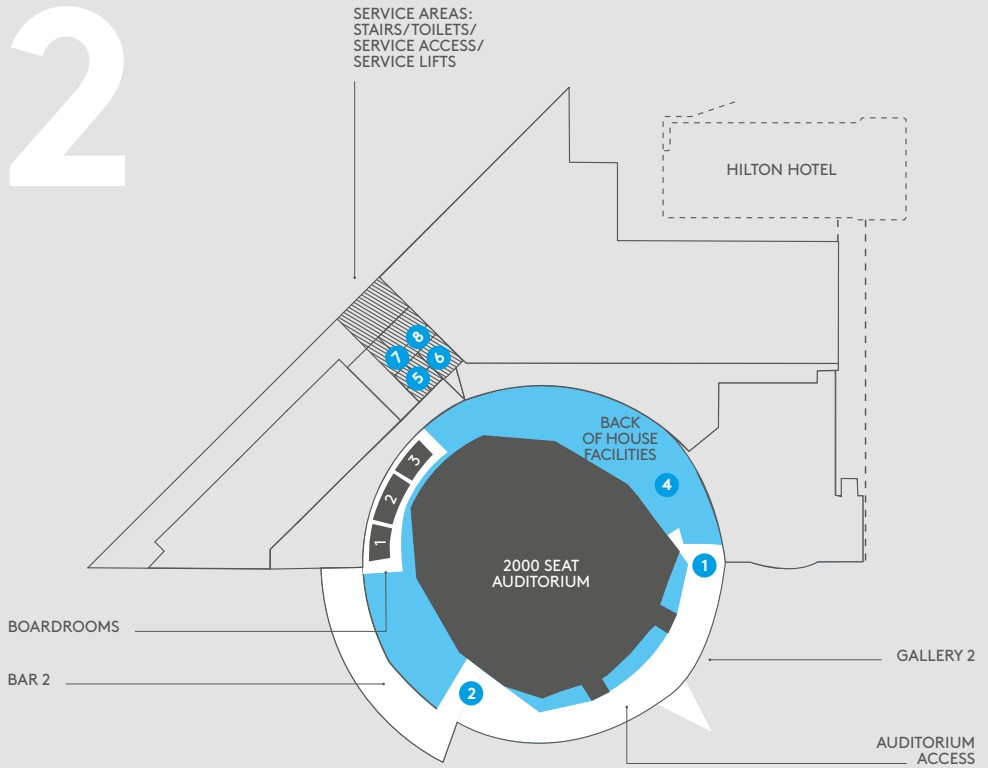 2
SERVICE AREAS:
STAIRS/TOILETS/
SERVICE ACCESS/
SERVICE LIFTS
HILTON HOTEL
8
7
6
5
BACK
OF HOUSE
FACILITIES
3
2
1
4
2000 SEAT
AUDITORIUM
1
BOARDROOMS
GALLERY 2
BAR 2
2
AUDITORIUM
ACCESS